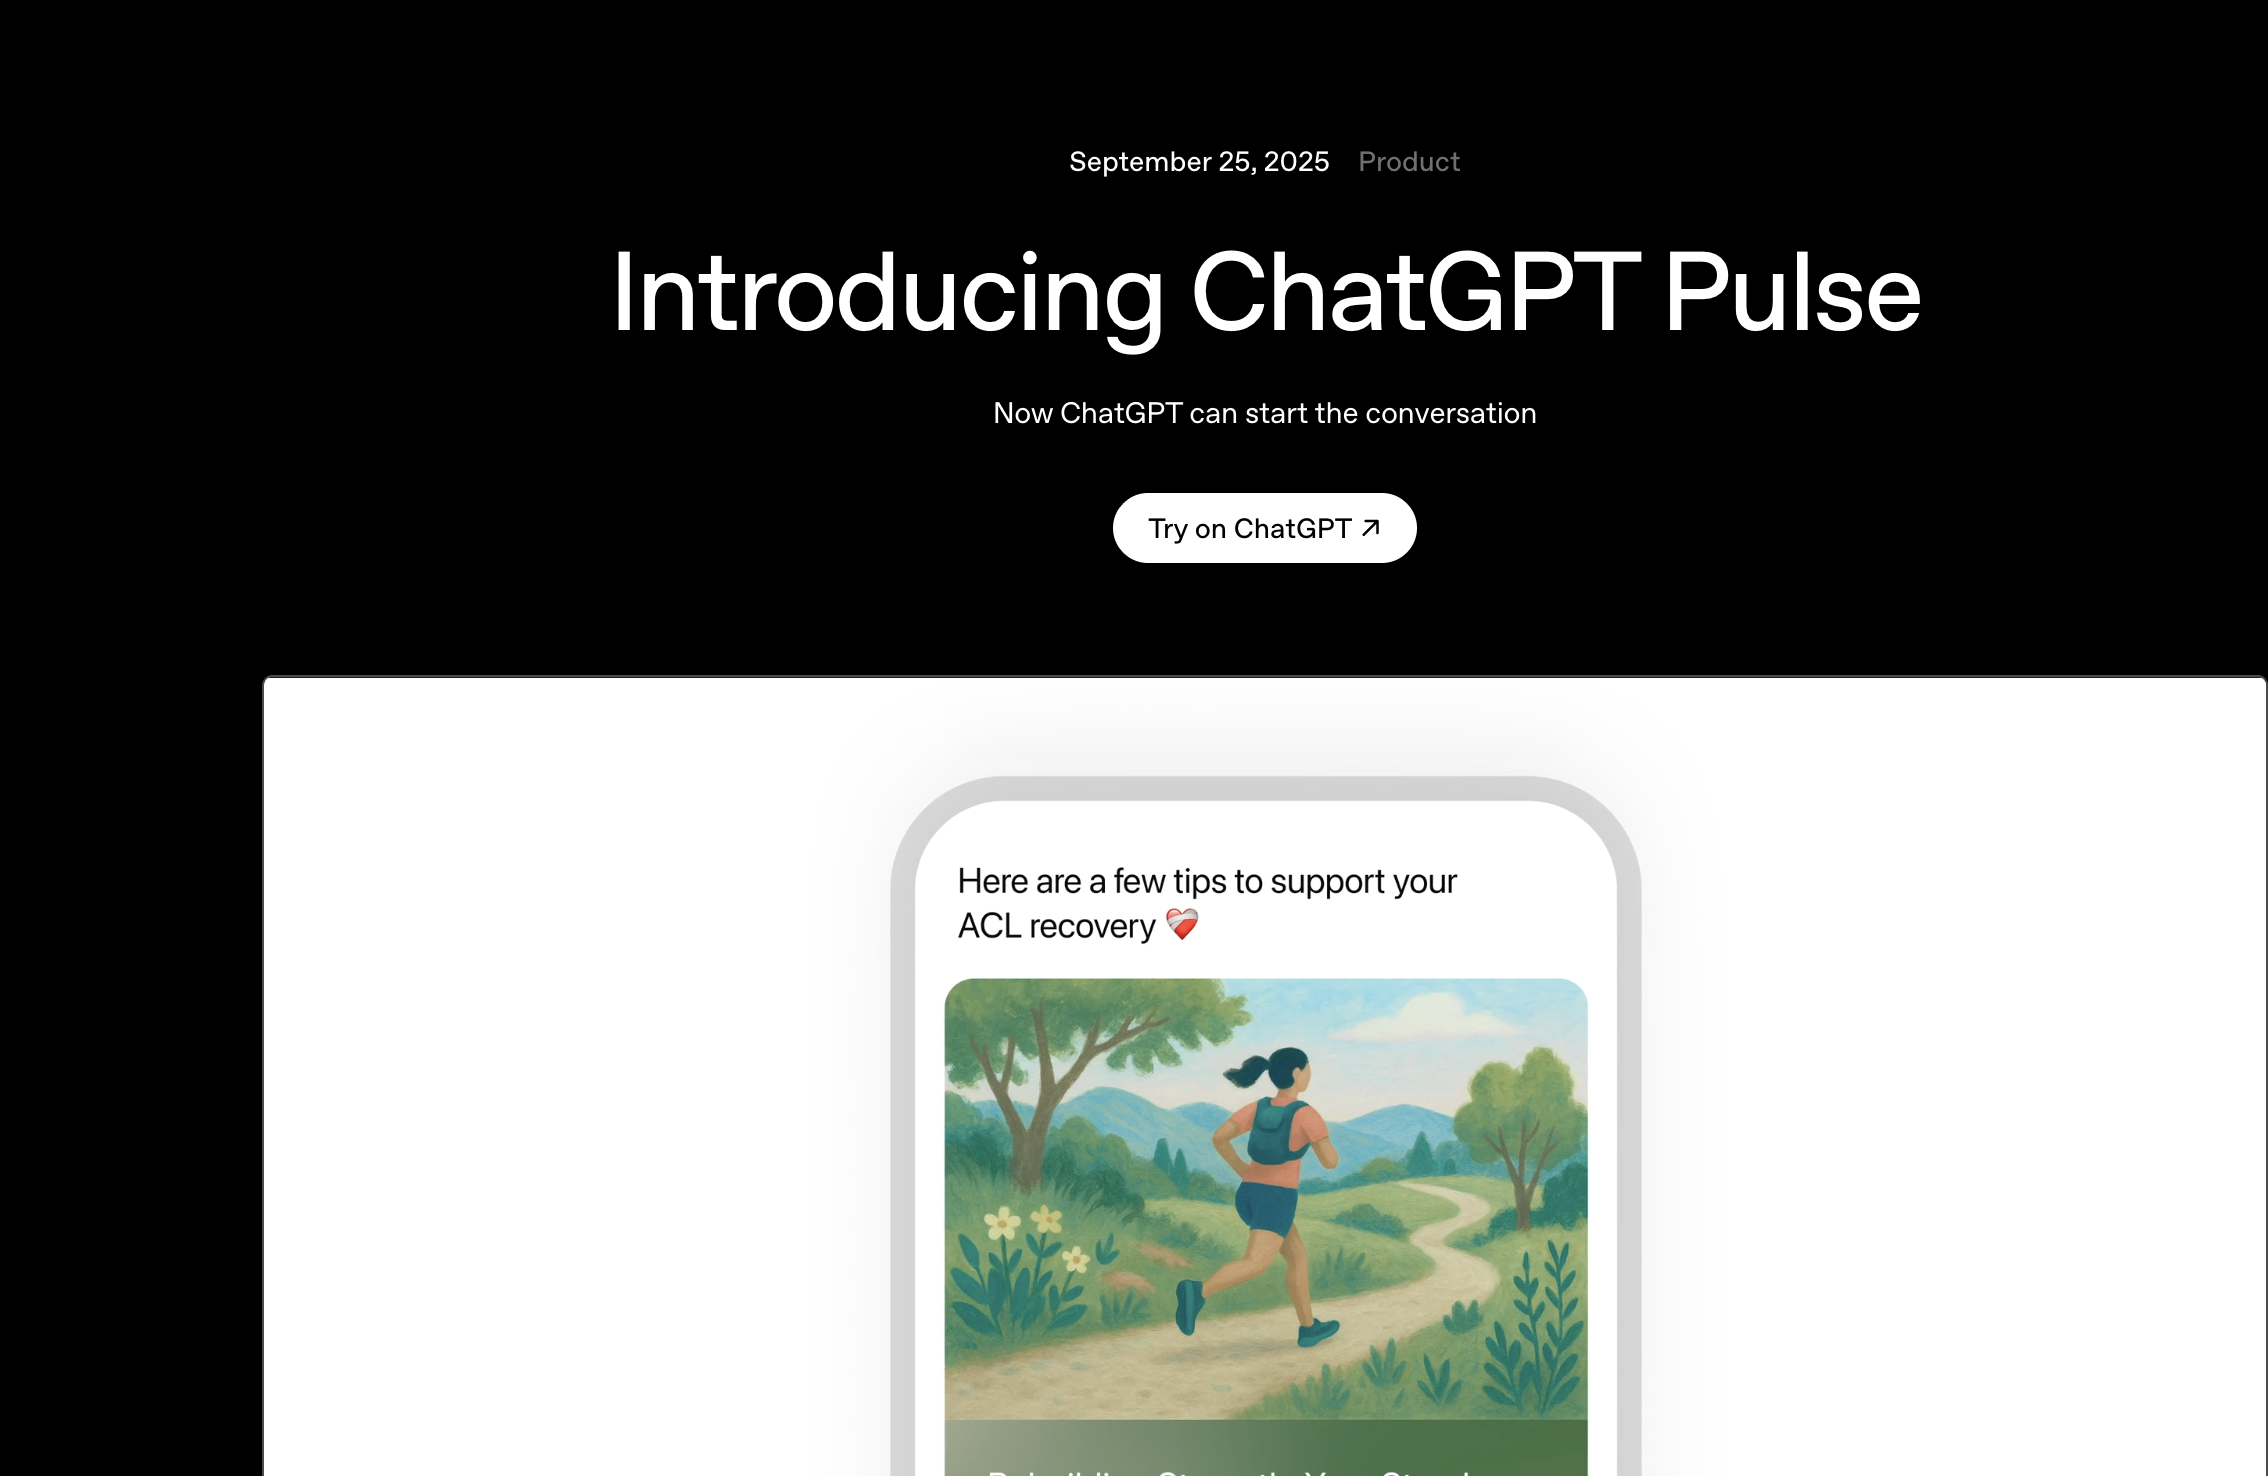 September 25, 2025 Product
Introducing ChatGPT Pulse
Now ChatGPT can start the conversation
Try on ChatGPT ↗
Here are a few tips to support your
ACL recovery ❤️‍🩹